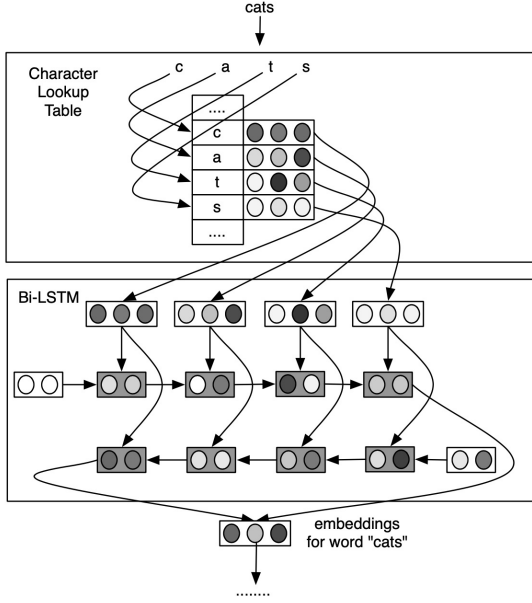 cats
Character
Lookup
Table
c a t s
....
c
a
t
s
....
Bi-LSTM
embeddings
for word "cats"
........